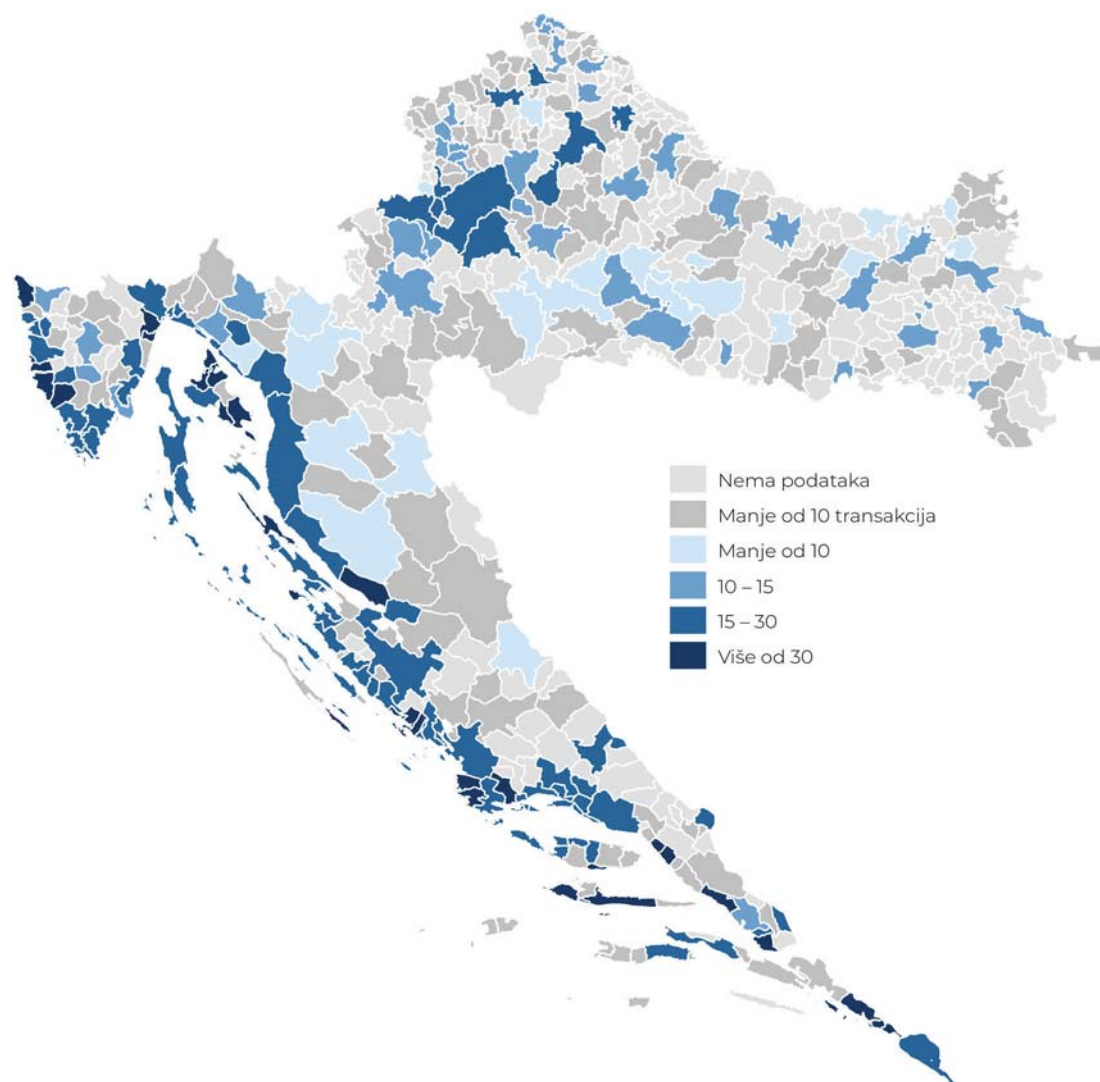 Nema podataka
Manje od 10 transakcija
Manje od 10
10 – 15
15 – 30
Više od 30